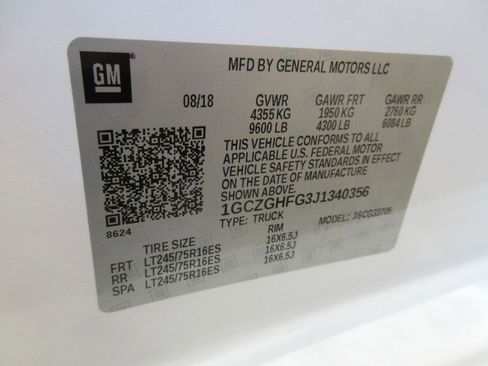 GM
MFD BY GENERAL MOTORS LLC
08/18 GVWR GAWR FRT GAWR RR
4355 KG 1950 KG 2760 KG
9600 LB 4300 LB 6084 LB
THIS VEHICLE CONFORMS TO ALL
APPLICABLE U.S. FEDERAL MOTOR
VEHICLE SAFETY STANDARDS IN EFFECT
ON THE DATE OF MANUFACTURE
SHOWN ABOVE.
1GCZGHFG3J1340356
8624
TYPE: TRUCK
TIRE SIZE RIM
FRT LT245/75R16ES 16X6.5J
RR LT245/75R16ES 16X6.5J
SPA LT245/75R16ES 16X6.5J